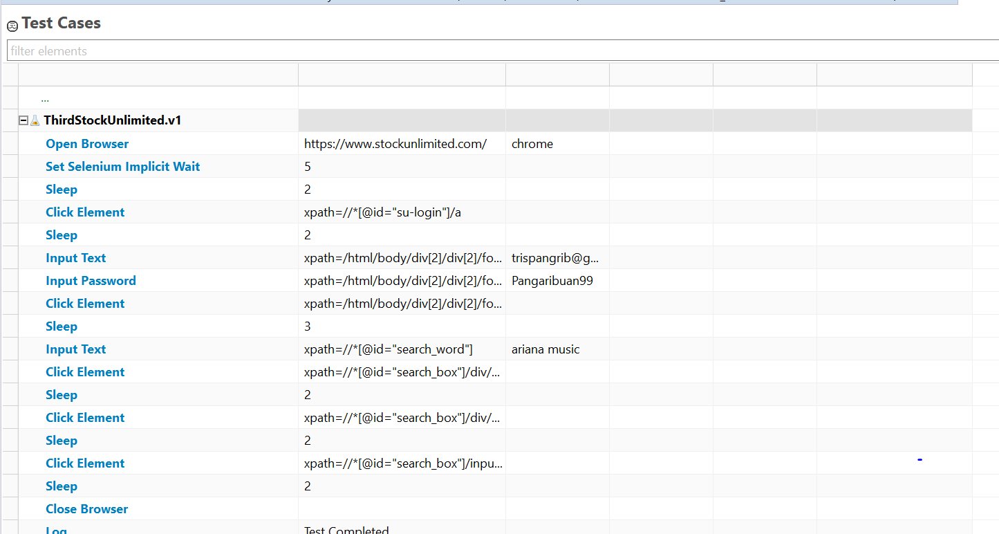 Test Cases
filter elements
...
ThirdStockUnlimited.v1
Open Browser https://www.stockunlimited.com/ chrome
Set Selenium Implicit Wait 5
Sleep 2
Click Element xpath=//*[@id="su-login"]/a
Sleep 2
Input Text xpath=/html/body/div[2]/div[2]/fo... trispangrib@g...
Input Password xpath=/html/body/div[2]/div[2]/fo... Pangaribuan99
Click Element xpath=/html/body/div[2]/div[2]/fo...
Sleep 3
Input Text xpath=//*[@id="search_word"] ariana music
Click Element xpath=//*[@id="search_box"]/div/...
Sleep 2
Click Element xpath=//*[@id="search_box"]/div/...
Sleep 2
Click Element xpath=//*[@id="search_box"]/inpu...
Sleep 2
Close Browser
Log Test Completed